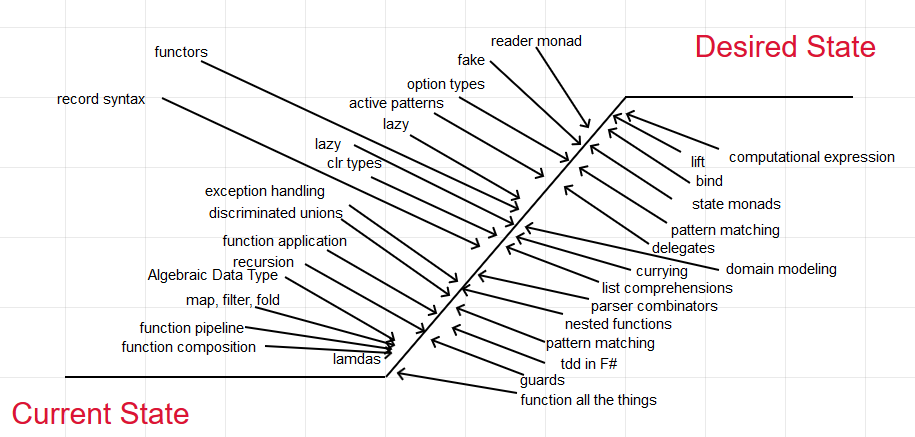 reader monad
Desired State
functors
fake
option types
record syntax
active patterns
lazy
lazy
clr types
computational expression
lift
bind
exception handling
state monads
discriminated unions
pattern matching
function application
delegates
recursion
currying
domain modeling
Algebraic Data Type
list comprehensions
map, filter, fold
parser combinators
nested functions
function pipeline
function composition
pattern matching
lamdas
tdd in F#
guards
function all the things
Current State